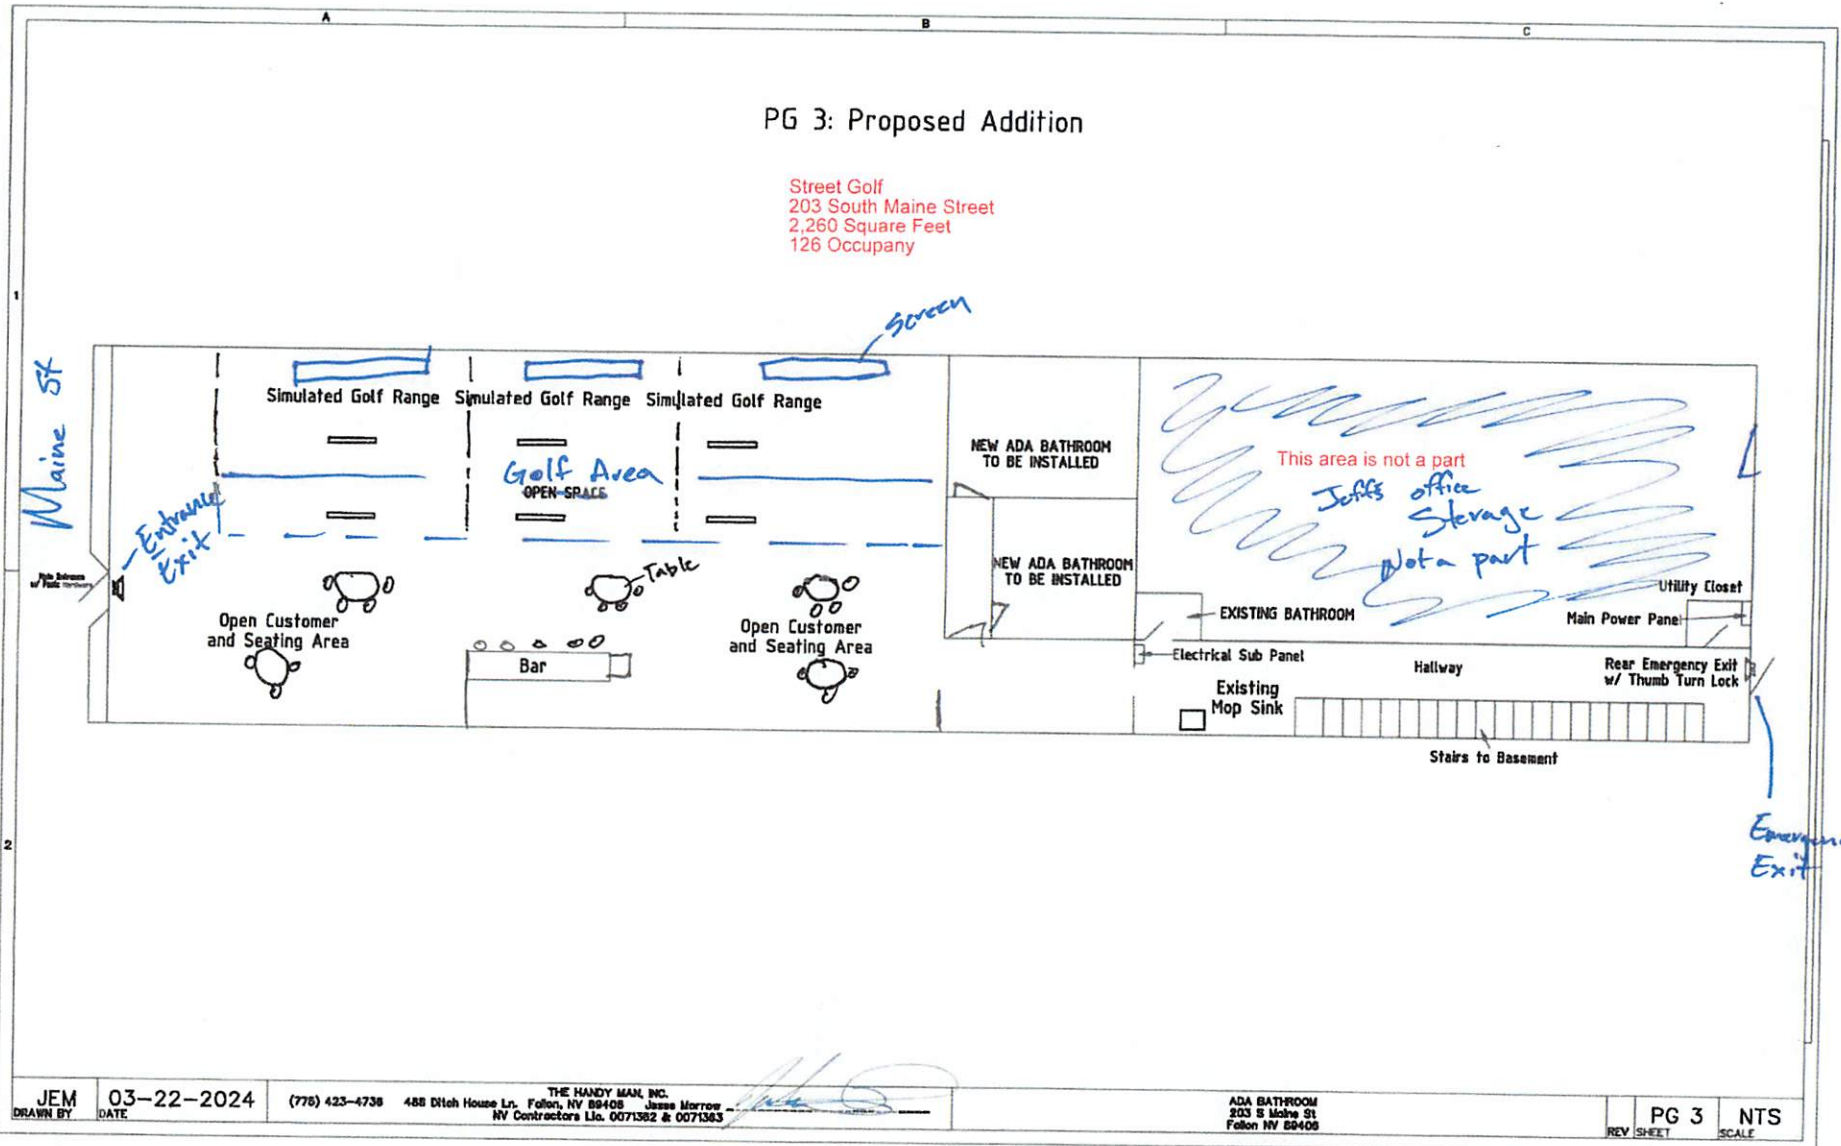 A
B
C
PG 3: Proposed Addition
Street Golf
203 South Maine Street
2,260 Square Feet
126 Occupany
1
Screen
Maine St
Simulated Golf Range
Simulated Golf Range
Simulated Golf Range
NEW ADA BATHROOM
TO BE INSTALLED
This area is not a part
Golf Area
OPEN SPACE
Jeffs office
Storage
Not a part
Entrance
Exit
Main Entrance
w/ Panic Hardware
Table
NEW ADA BATHROOM
TO BE INSTALLED
Utility Closet
EXISTING BATHROOM
Main Power Panel
Open Customer
and Seating Area
Open Customer
and Seating Area
Bar
Electrical Sub Panel
Hallway
Rear Emergency Exit
w/ Thumb Turn Lock
Existing
Mop Sink
Stairs to Basement
2
Exit
JEM
DRAWN BY
03-22-2024
DATE
(775) 423-4736 485 Ditch House Ln. Fallon, NV 89406 Jesse Morrow
THE HANDY MAN, INC.
NV Contractors Lic. 0071382 & 0071383
ADA BATHROOM
203 S Maine St
Fallon NV 89406
REV
PG 3
SHEET
NTS
SCALE